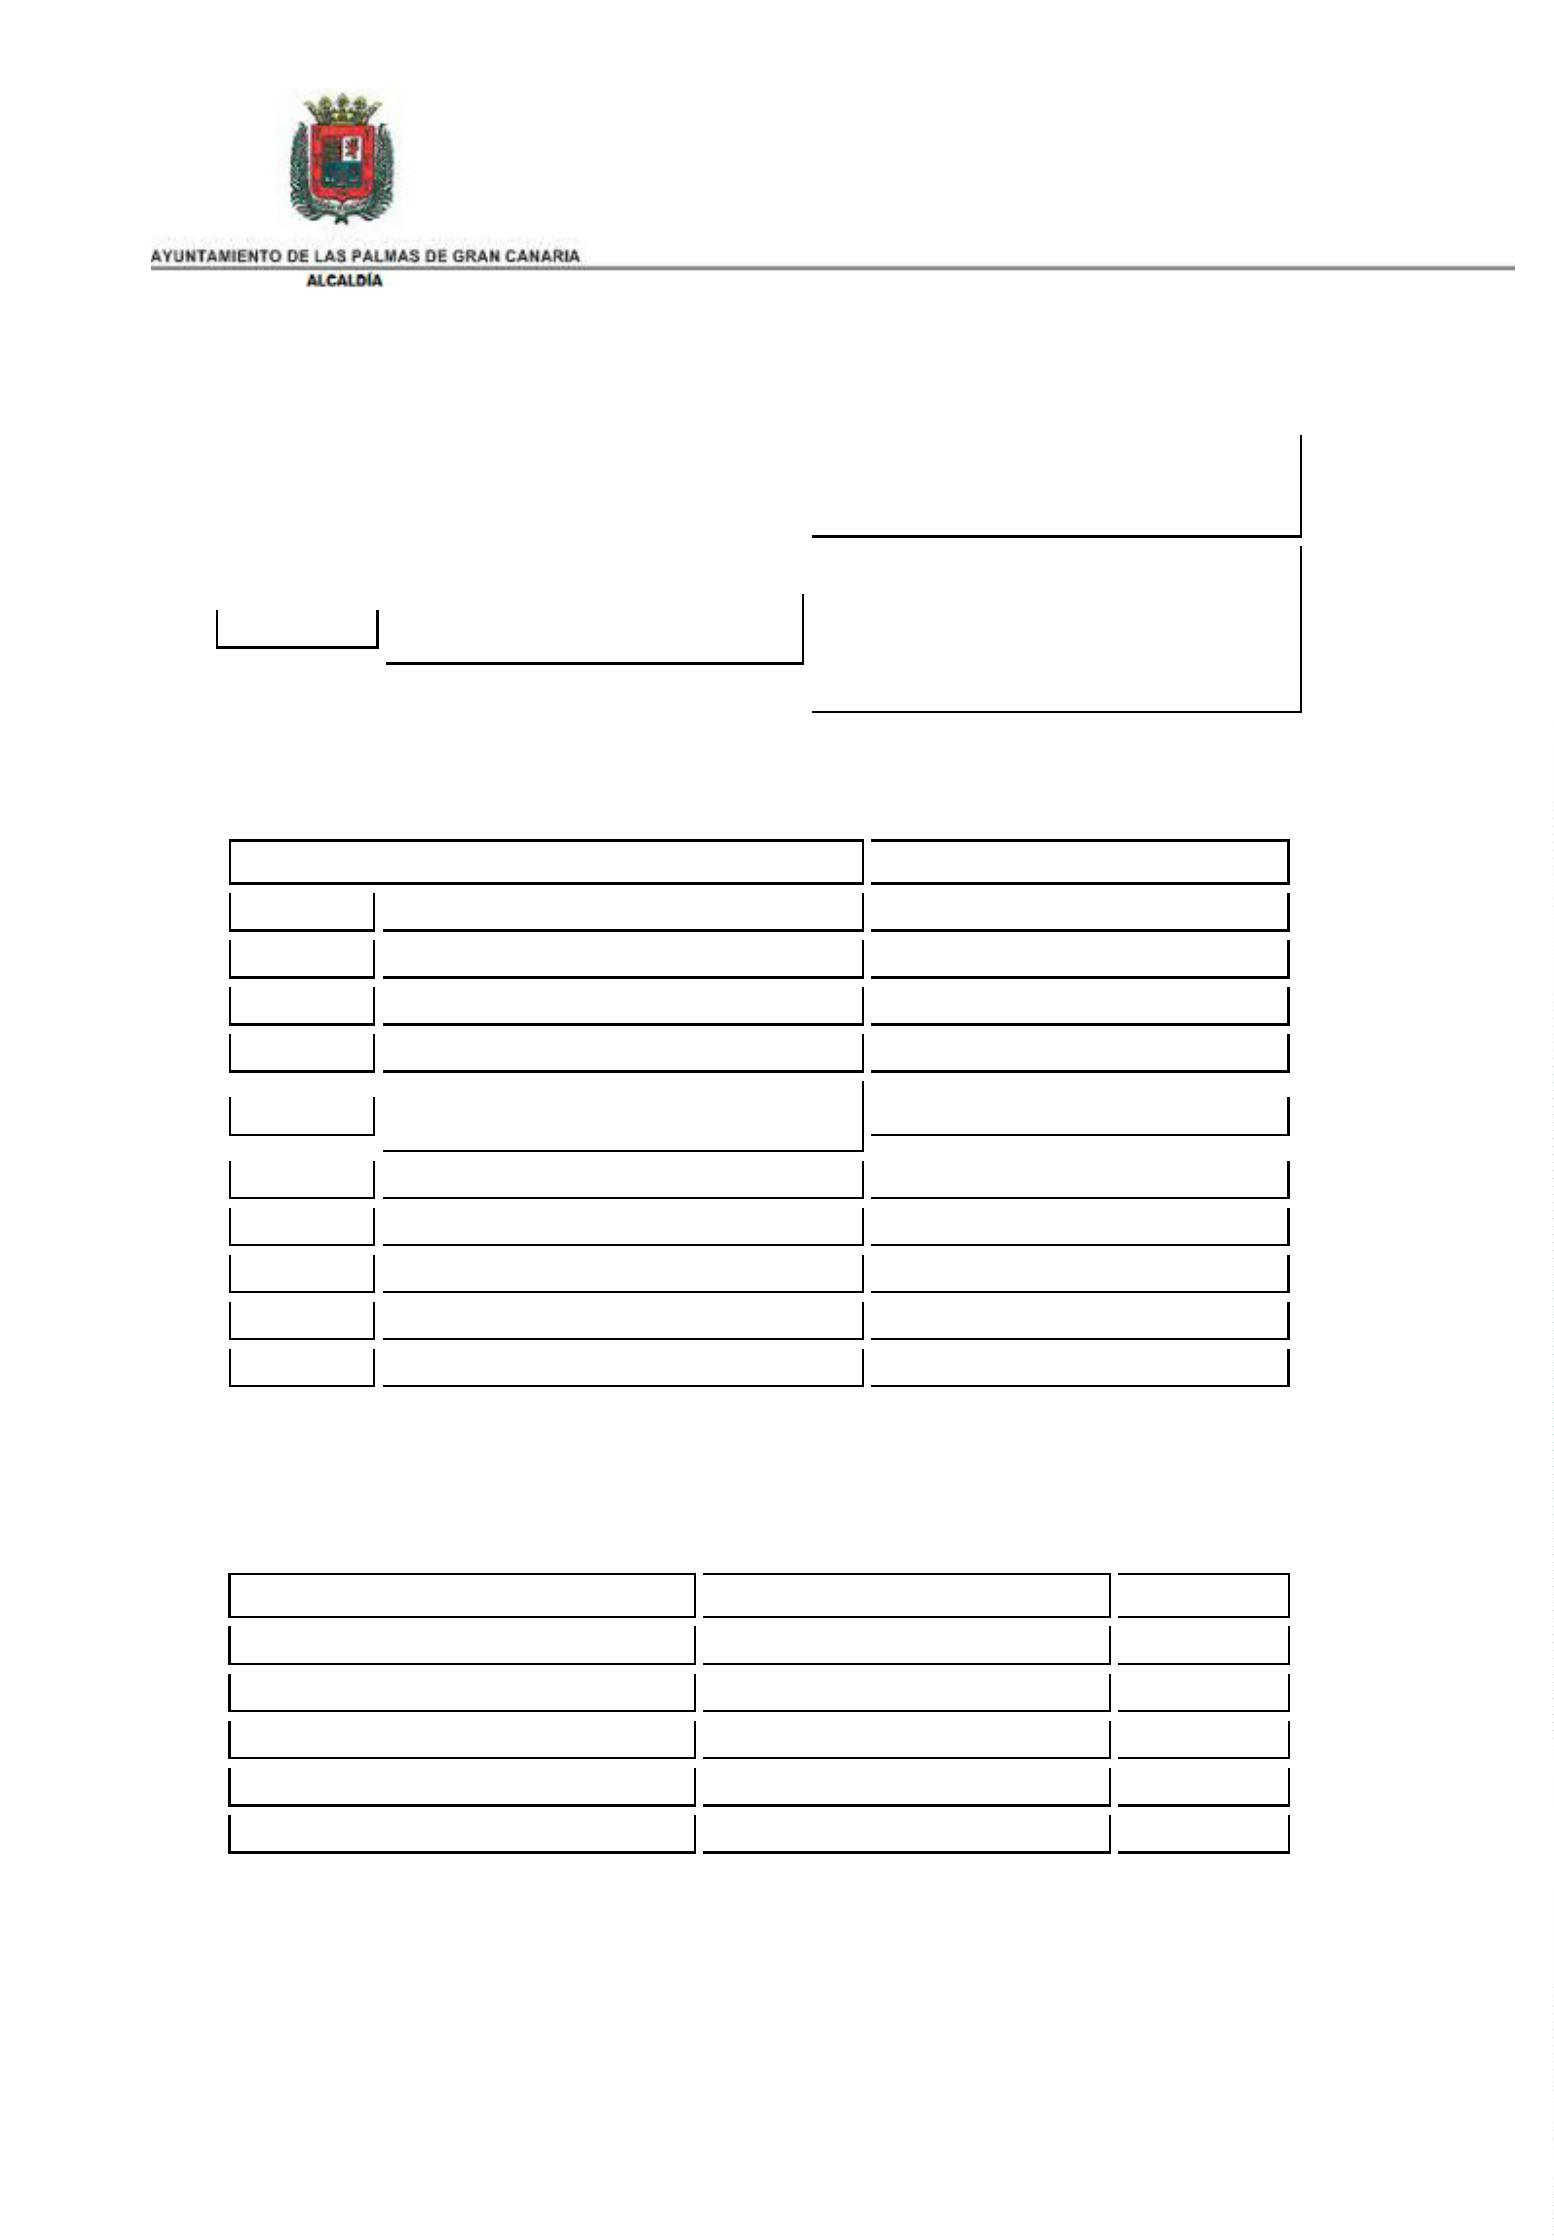 AYUNTAMIENTO DE LAS PALMAS DE GRAN CANARIA
ALCALDÍA